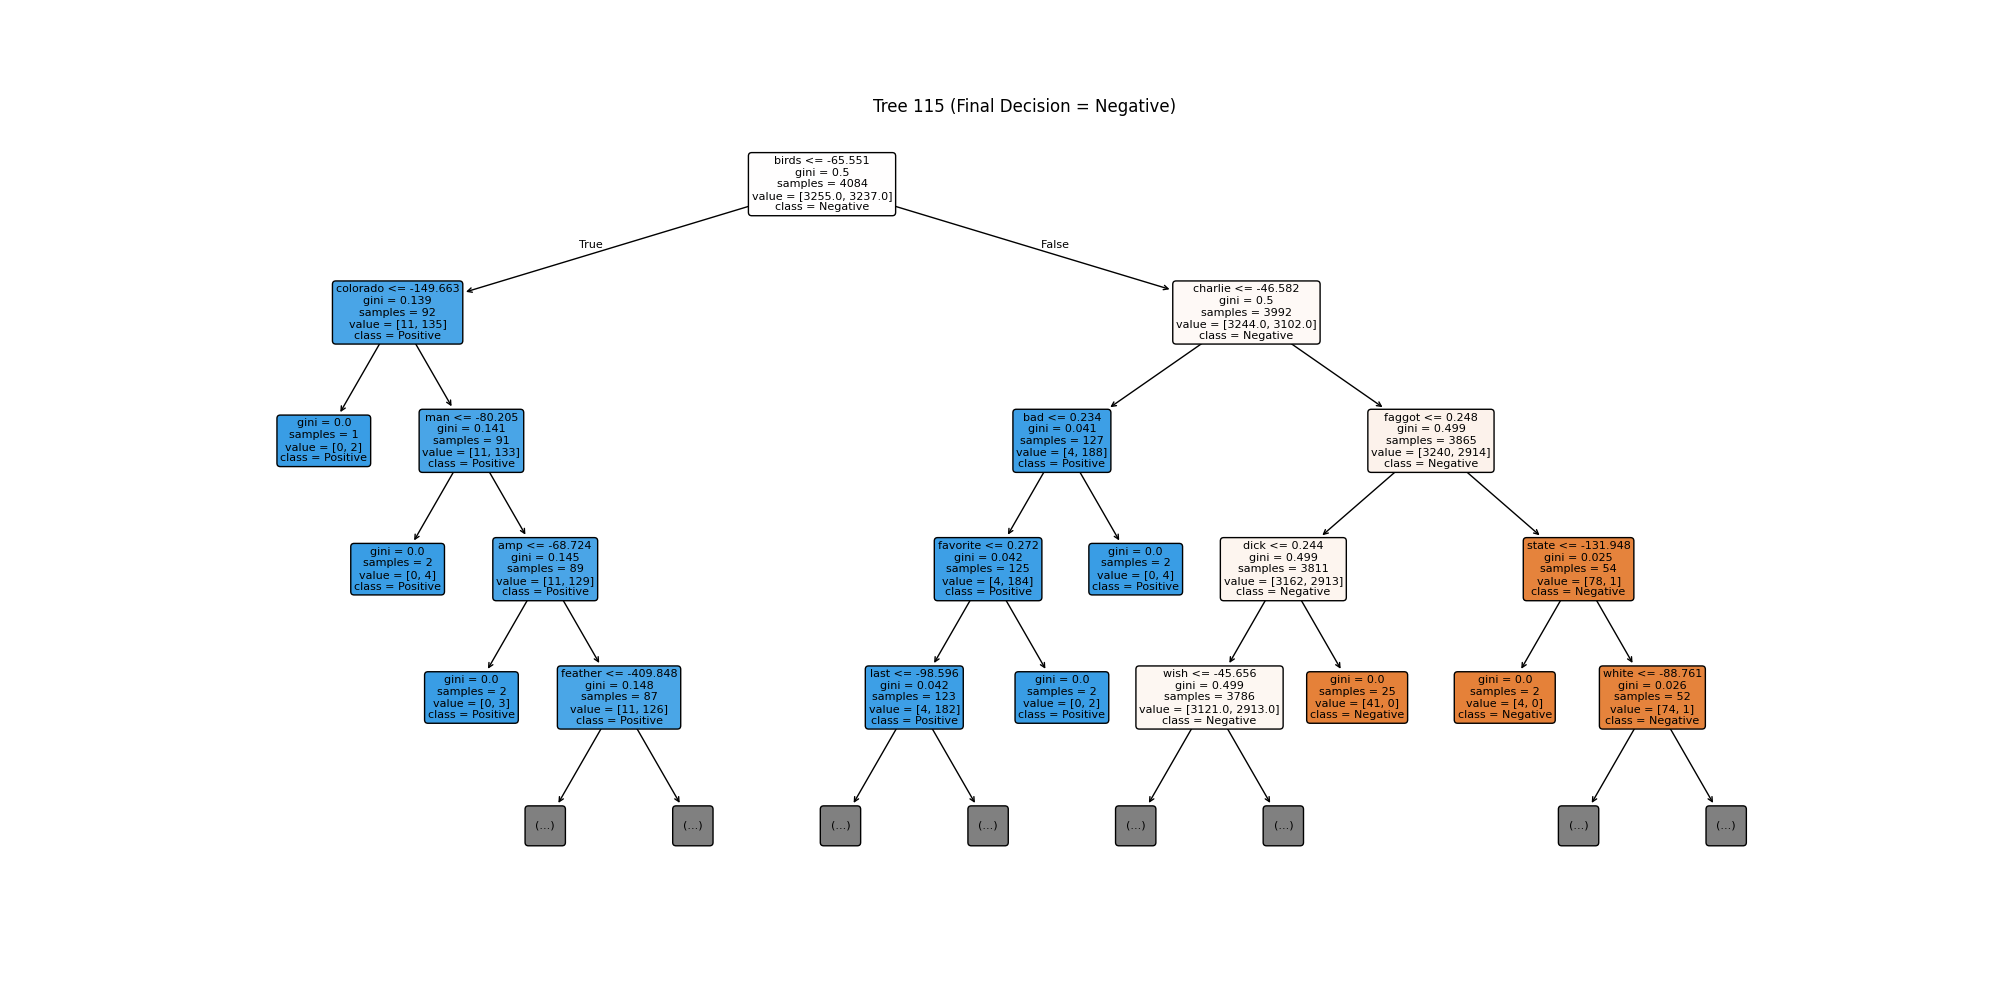 Tree 115 (Final Decision = Negative)
birds <= -65.551
gini = 0.5
samples = 4084
value = [3255.0, 3237.0]
class = Negative
True
False
colorado <= -149.663
gini = 0.139
samples = 92
value = [11, 135]
class = Positive
charlie <= -46.582
gini = 0.5
samples = 3992
value = [3244.0, 3102.0]
class = Negative
gini = 0.0
samples = 1
value = [0, 2]
class = Positive
man <= -80.205
gini = 0.141
samples = 91
value = [11, 133]
class = Positive
bad <= 0.234
gini = 0.041
samples = 127
value = [4, 188]
class = Positive
faggot <= 0.248
gini = 0.499
samples = 3865
value = [3240, 2914]
class = Negative
gini = 0.0
samples = 2
value = [0, 4]
class = Positive
amp <= -68.724
gini = 0.145
samples = 89
value = [11, 129]
class = Positive
favorite <= 0.272
gini = 0.042
samples = 125
value = [4, 184]
class = Positive
gini = 0.0
samples = 2
value = [0, 4]
class = Positive
dick <= 0.244
gini = 0.499
samples = 3811
value = [3162, 2913]
class = Negative
state <= -131.948
gini = 0.025
samples = 54
value = [78, 1]
class = Negative
gini = 0.0
samples = 2
value = [0, 3]
class = Positive
feather <= -409.848
gini = 0.148
samples = 87
value = [11, 126]
class = Positive
last <= -98.596
gini = 0.042
samples = 123
value = [4, 182]
class = Positive
gini = 0.0
samples = 2
value = [0, 2]
class = Positive
wish <= -45.656
gini = 0.499
samples = 3786
value = [3121.0, 2913.0]
class = Negative
gini = 0.0
samples = 25
value = [41, 0]
class = Negative
gini = 0.0
samples = 2
value = [4, 0]
class = Negative
white <= -88.761
gini = 0.026
samples = 52
value = [74, 1]
class = Negative
(...)
(...)
(...)
(...)
(...)
(...)
(...)
(...)